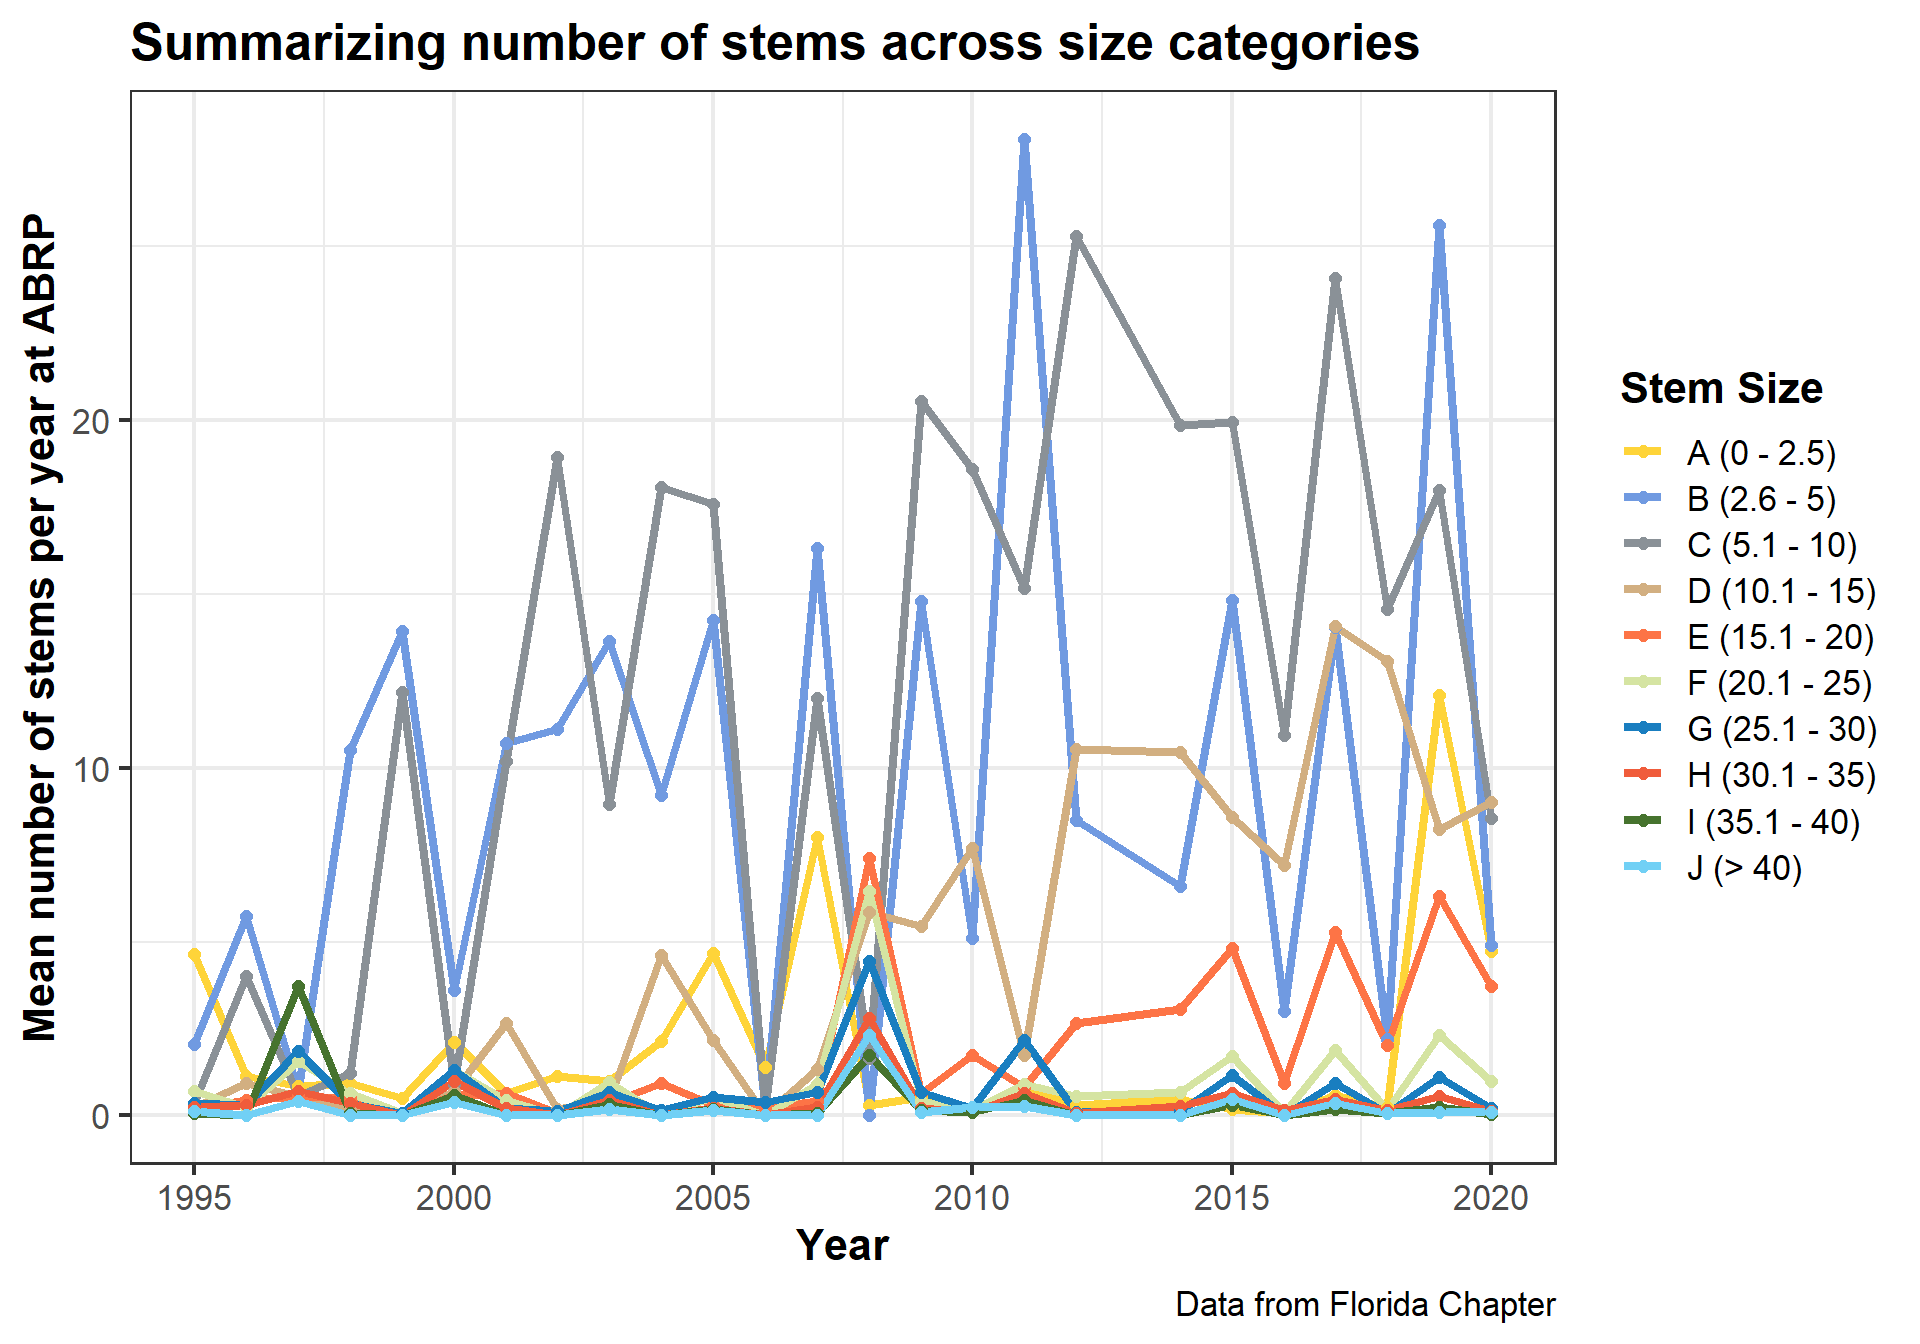 Summarizing number of stems across size categories
Mean number of stems per year at ABRP
20
10
0
1995
2000
2005
2010
2015
2020
Year
Stem Size
A (0 - 2.5)
B (2.6 - 5)
C (5.1 - 10)
D (10.1 - 15)
E (15.1 - 20)
F (20.1 - 25)
G (25.1 - 30)
H (30.1 - 35)
I (35.1 - 40)
J (> 40)
Data from Florida Chapter